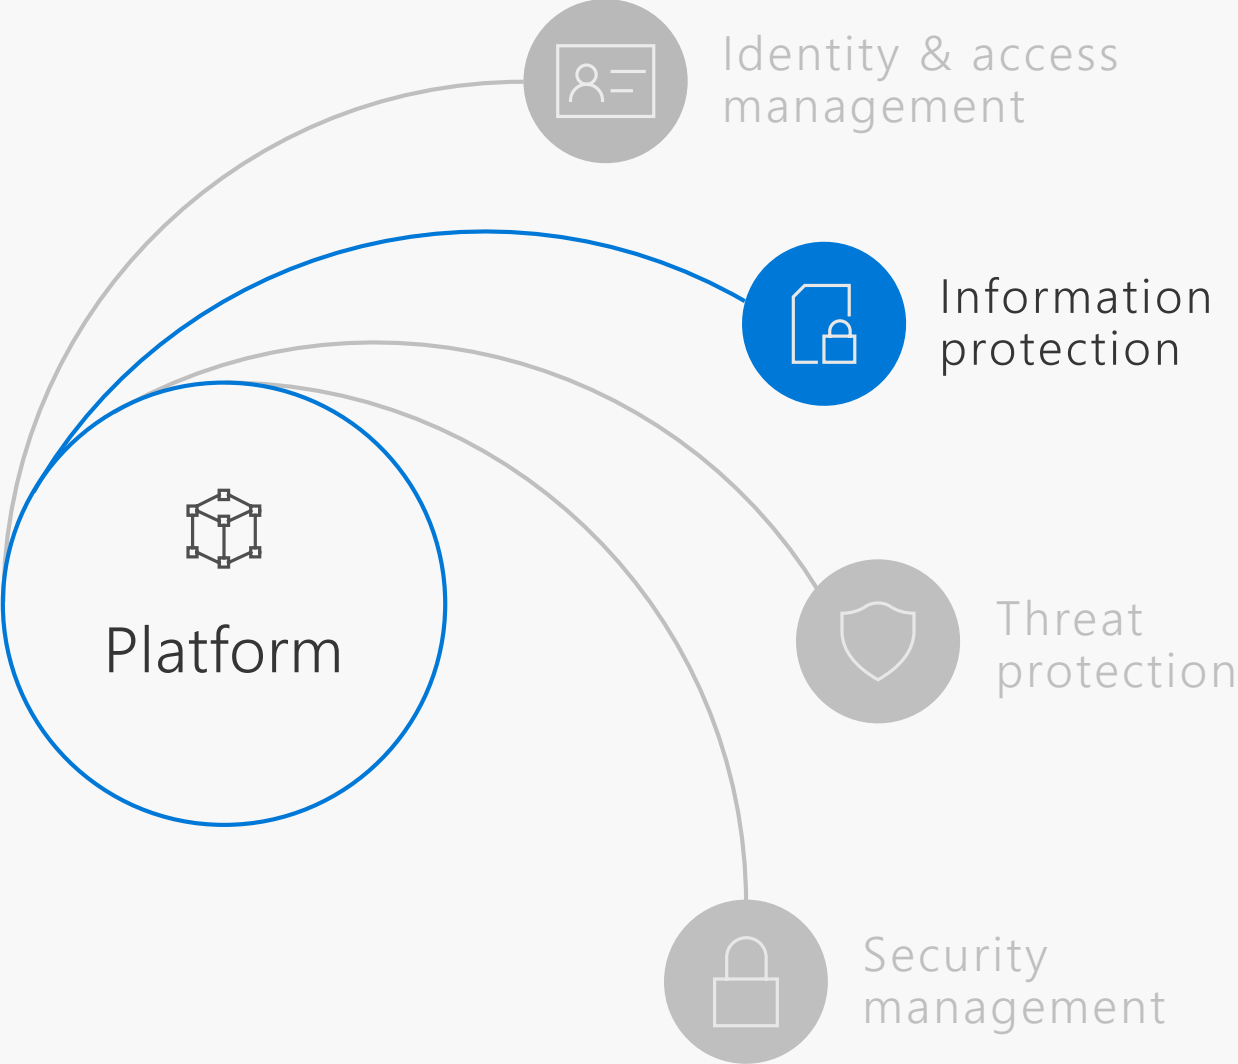 Identity & access
management
Information
protection
Platform
Threat
protection
Security
management